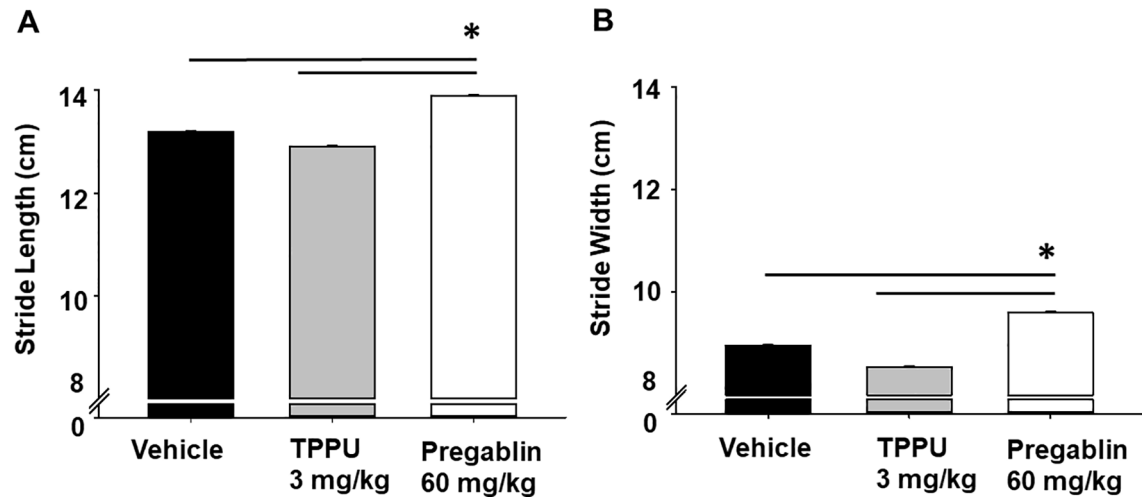 A
*
Stride Length (cm)
14
12
10
8
0
Vehicle
TPPU
3 mg/kg
Pregablin
60 mg/kg
B
*
Stride Width (cm)
14
12
10
8
0
Vehicle
TPPU
3 mg/kg
Pregablin
60 mg/kg